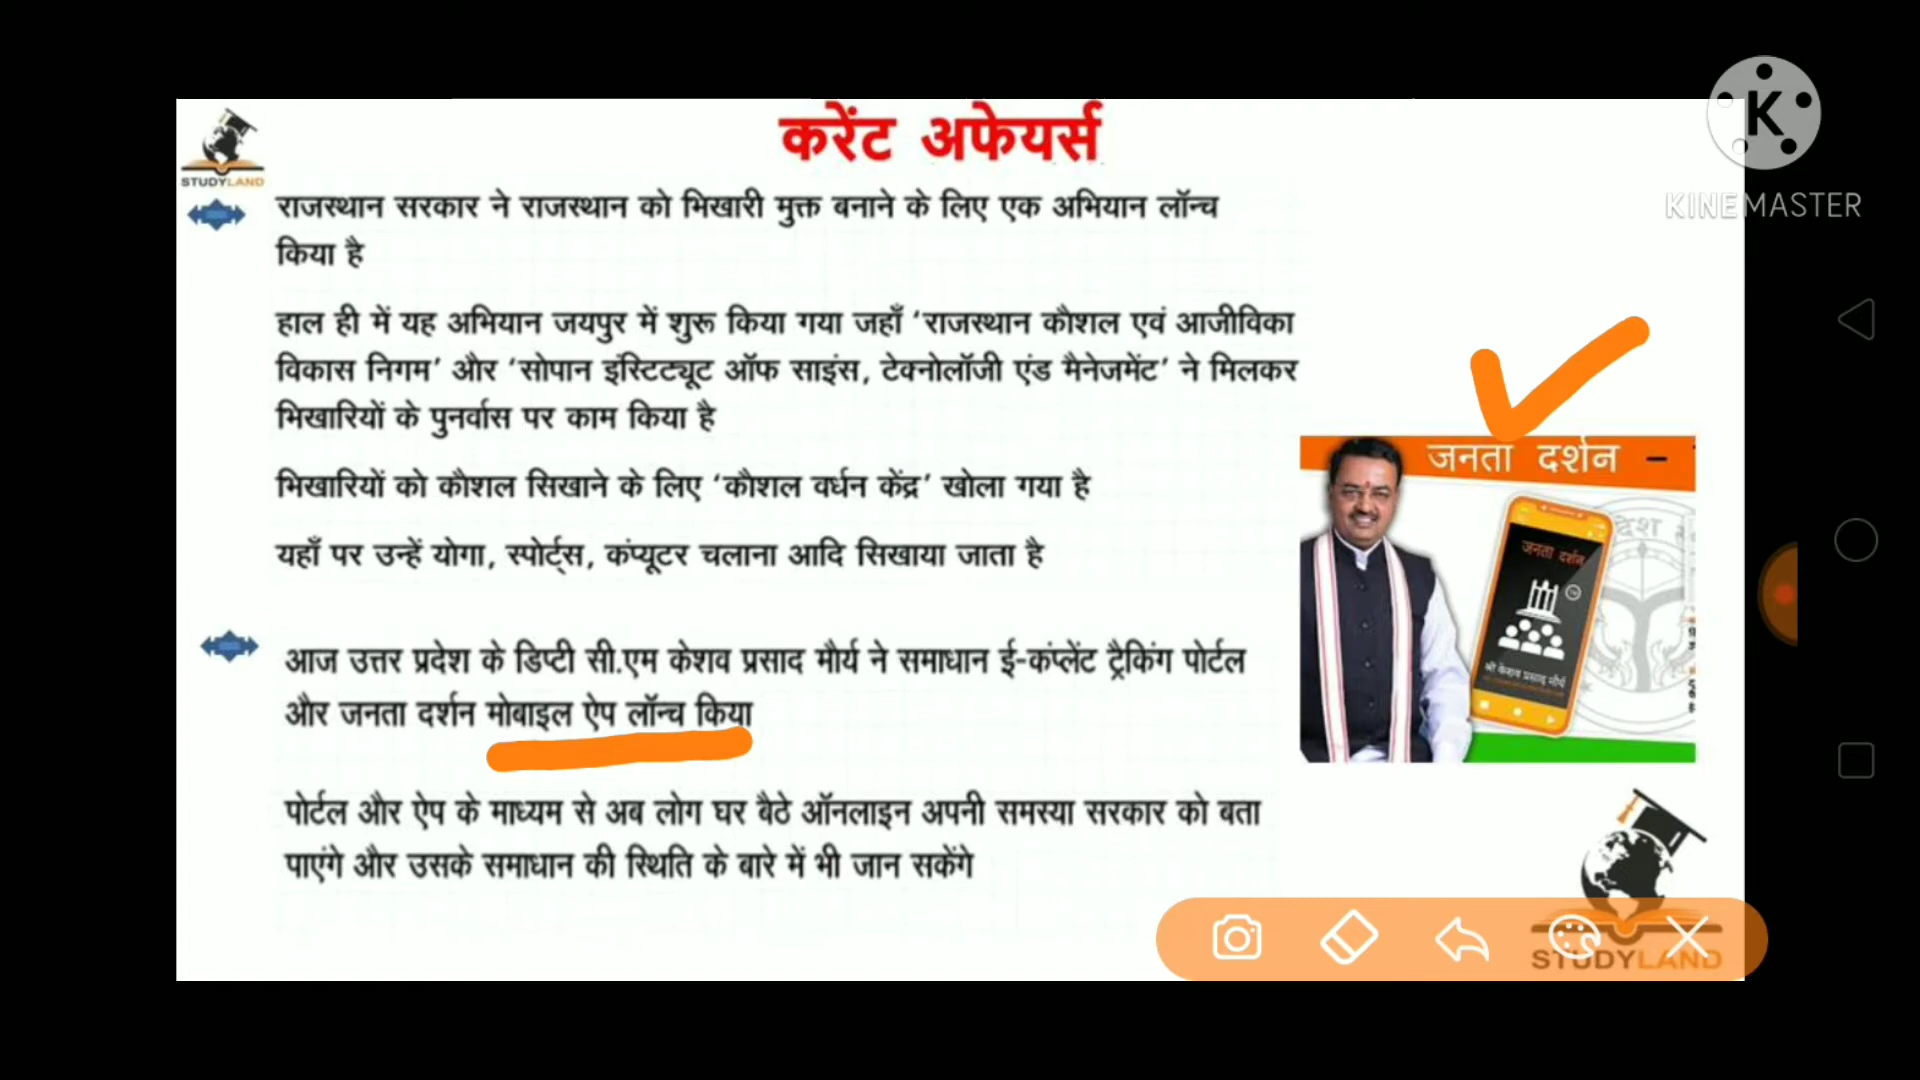 करेंट अफेयर्स
STUDYLAND
KINEMASTER
राजस्थान सरकार ने राजस्थान को भिखारी मुक्त बनाने के लिए एक अभियान लॉन्च
किया है
हाल ही में यह अभियान जयपुर में शुरू किया गया जहाँ ‘राजस्थान कौशल एवं आजीविका
विकास निगम’ और ‘सोपान इंस्टिट्यूट ऑफ साइंस, टेक्नोलॉजी एंड मैनेजमेंट’ ने मिलकर
भिखारियों के पुनर्वास पर काम किया है
भिखारियों को कौशल सिखाने के लिए ‘कौशल वर्धन केंद्र’ खोला गया है
यहाँ पर उन्हें योगा, स्पोर्ट्स, कंप्यूटर चलाना आदि सिखाया जाता है
जनता दर्शन –
जनता दर्शन
श्री केशव प्रसाद मौर्य
आज उत्तर प्रदेश के डिप्टी सी.एम केशव प्रसाद मौर्य ने समाधान ई-कंप्लेंट ट्रैकिंग पोर्टल
और जनता दर्शन मोबाइल ऐप लॉन्च किया
पोर्टल और ऐप के माध्यम से अब लोग घर बैठे ऑनलाइन अपनी समस्या सरकार को बता
पाएंगे और उसके समाधान की स्थिति के बारे में भी जान सकेंगे
STUDYLAND